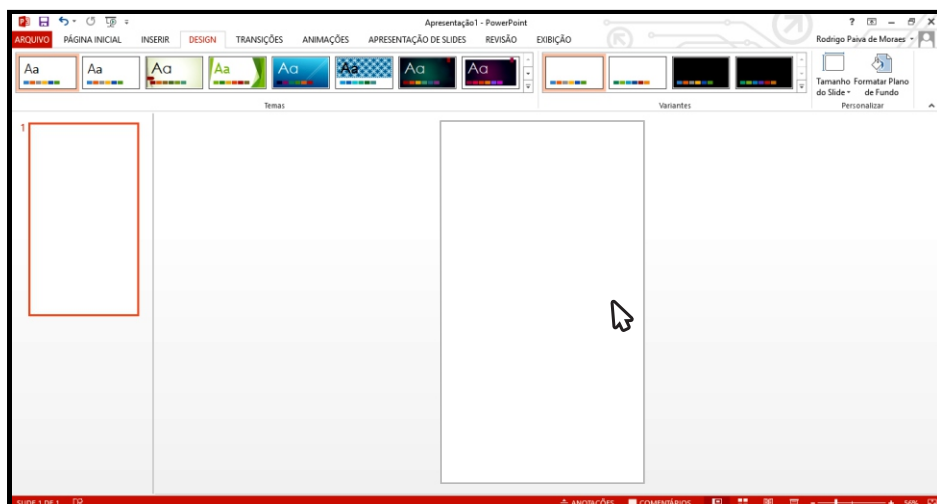 Apresentação1 - PowerPoint
ARQUIVO PÁGINA INICIAL INSERIR DESIGN TRANSIÇÕES ANIMAÇÕES APRESENTAÇÃO DE SLIDES REVISÃO EXIBIÇÃO Rodrigo Paiva de Moraes
Aa Aa Aa Aa Aa Aa Aa Aa
Tamanho do Slide
Formatar Plano de Fundo
Temas Variantes Personalizar
1
SLIDE 1 DE 1 ANOTAÇÕES COMENTÁRIOS 56%